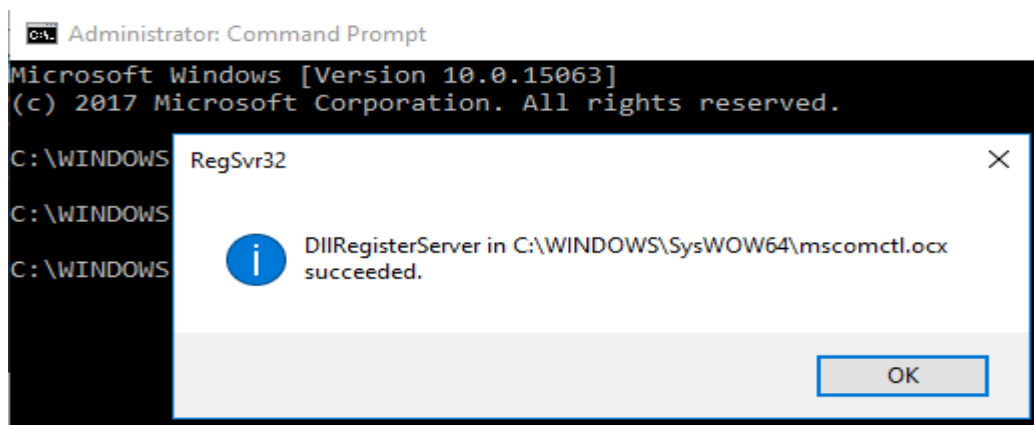 Administrator: Command Prompt
Microsoft Windows [Version 10.0.15063]
(c) 2017 Microsoft Corporation. All rights reserved.
C:\WINDOWS
RegSvr32
C:\WINDOWS
DllRegisterServer in C:\WINDOWS\SysWOW64\mscomctl.ocx
succeeded.
C:\WINDOWS
OK